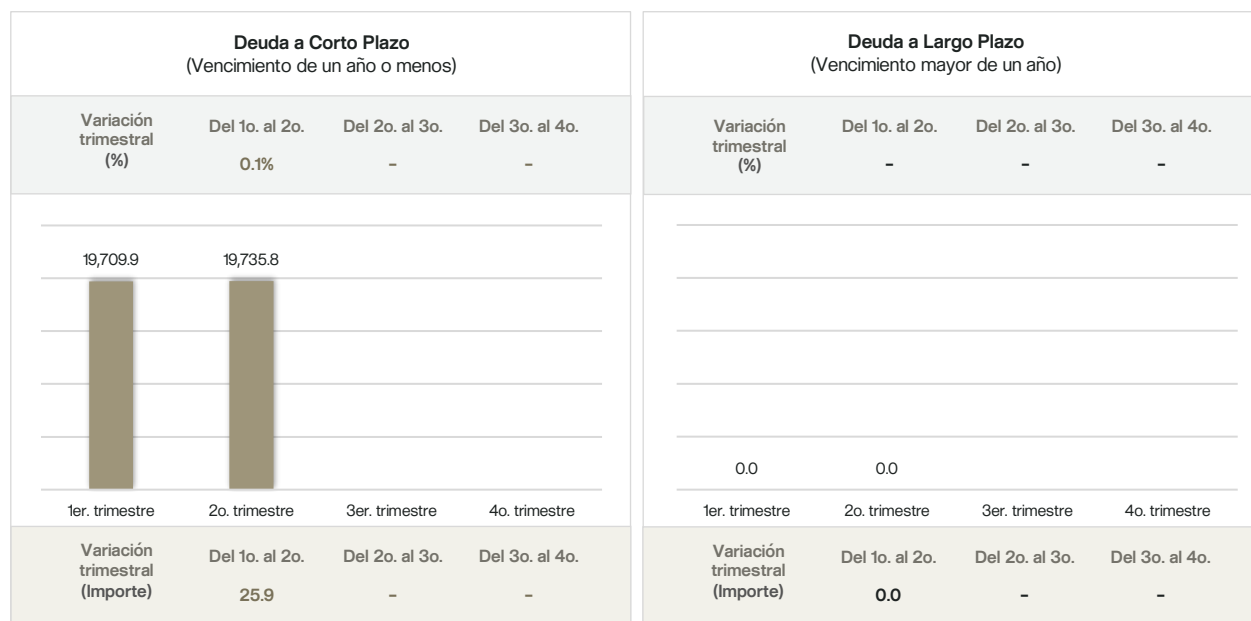 Deuda a Corto Plazo
(Vencimiento de un año o menos)
Variación
trimestral
(%)
Del 1o. al 2o.
Del 2o. al 3o.
Del 3o. al 4o.
0.1%
–
–
19,709.9
19,735.8
1er. trimestre
2o. trimestre
3er. trimestre
4o. trimestre
Variación
trimestral
(Importe)
Del 1o. al 2o.
Del 2o. al 3o.
Del 3o. al 4o.
25.9
–
–
Deuda a Largo Plazo
(Vencimiento mayor de un año)
Variación
trimestral
(%)
Del 1o. al 2o.
Del 2o. al 3o.
Del 3o. al 4o.
–
–
–
0.0
0.0
1er. trimestre
2o. trimestre
3er. trimestre
4o. trimestre
Variación
trimestral
(Importe)
Del 1o. al 2o.
Del 2o. al 3o.
Del 3o. al 4o.
0.0
–
–